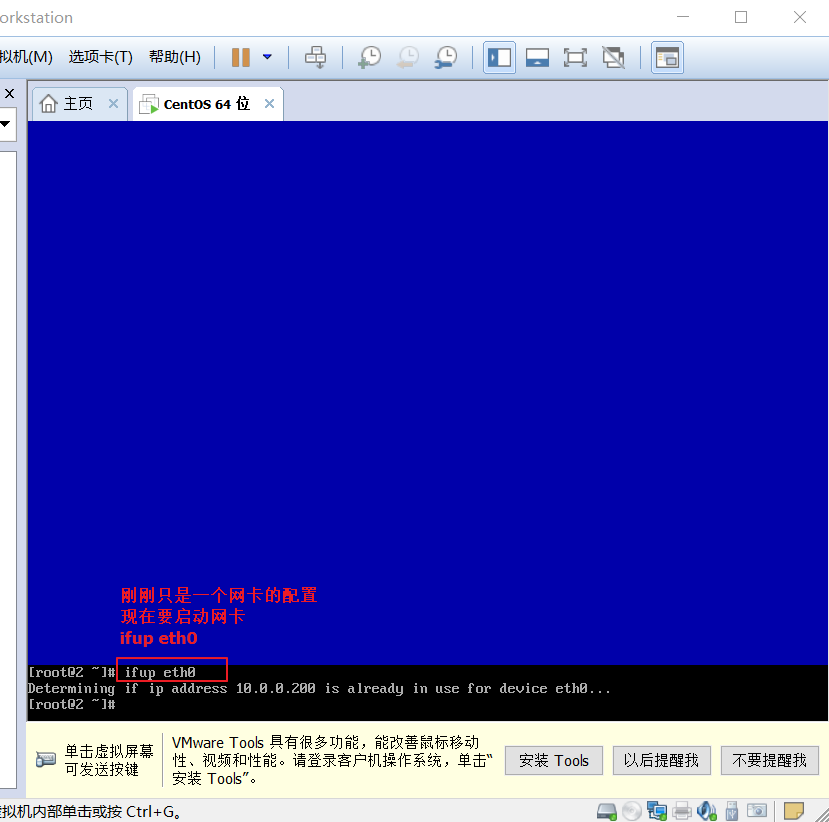 orkstation
拟机(M) 选项卡(T) 帮助(H)
主页 CentOS 64 位
刚刚只是一个网卡的配置
现在要启动网卡
ifup eth0
[root@2 ~]# ifup eth0
Determining if ip address 10.0.0.200 is already in use for device eth0...
[root@2 ~]#
单击虚拟屏幕
可发送按键
VMware Tools 具有很多功能，能改善鼠标移动
性、视频和性能。请登录客户机操作系统，单击“
安装 Tools”。
安装 Tools 以后提醒我 不要提醒我
拟机内部单击或按 Ctrl+G。